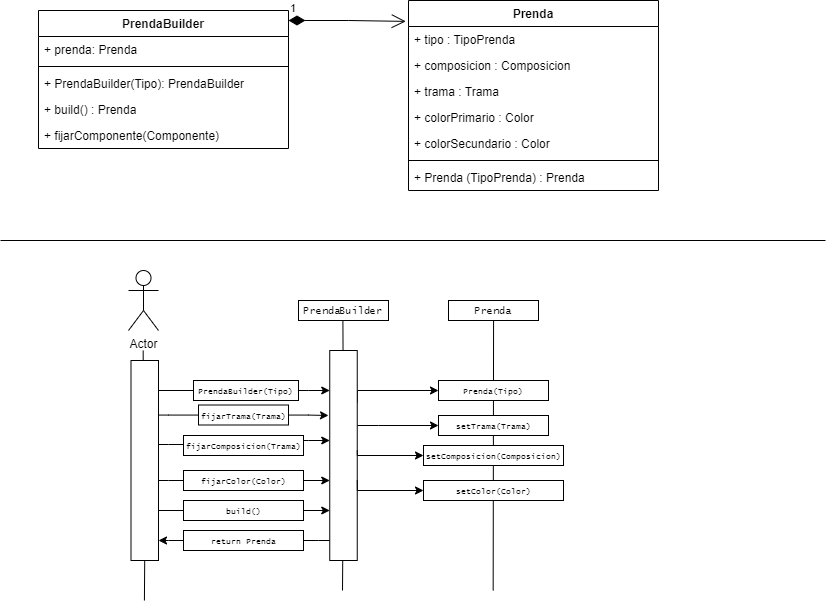 PrendaBuilder
+ prenda: Prenda
+ PrendaBuilder(Tipo): PrendaBuilder
+ build() : Prenda
+ fijarComponente(Componente)
1
Prenda
+ tipo : TipoPrenda
+ composicion : Composicion
+ trama : Trama
+ colorPrimario : Color
+ colorSecundario : Color
+ Prenda (TipoPrenda) : Prenda
Actor
PrendaBuilder
Prenda
PrendaBuilder(Tipo)
Prenda(Tipo)
fijarTrama(Trama)
setTrama(Trama)
fijarComposicion(Trama)
setComposicion(Composicion)
fijarColor(Color)
setColor(Color)
build()
return Prenda